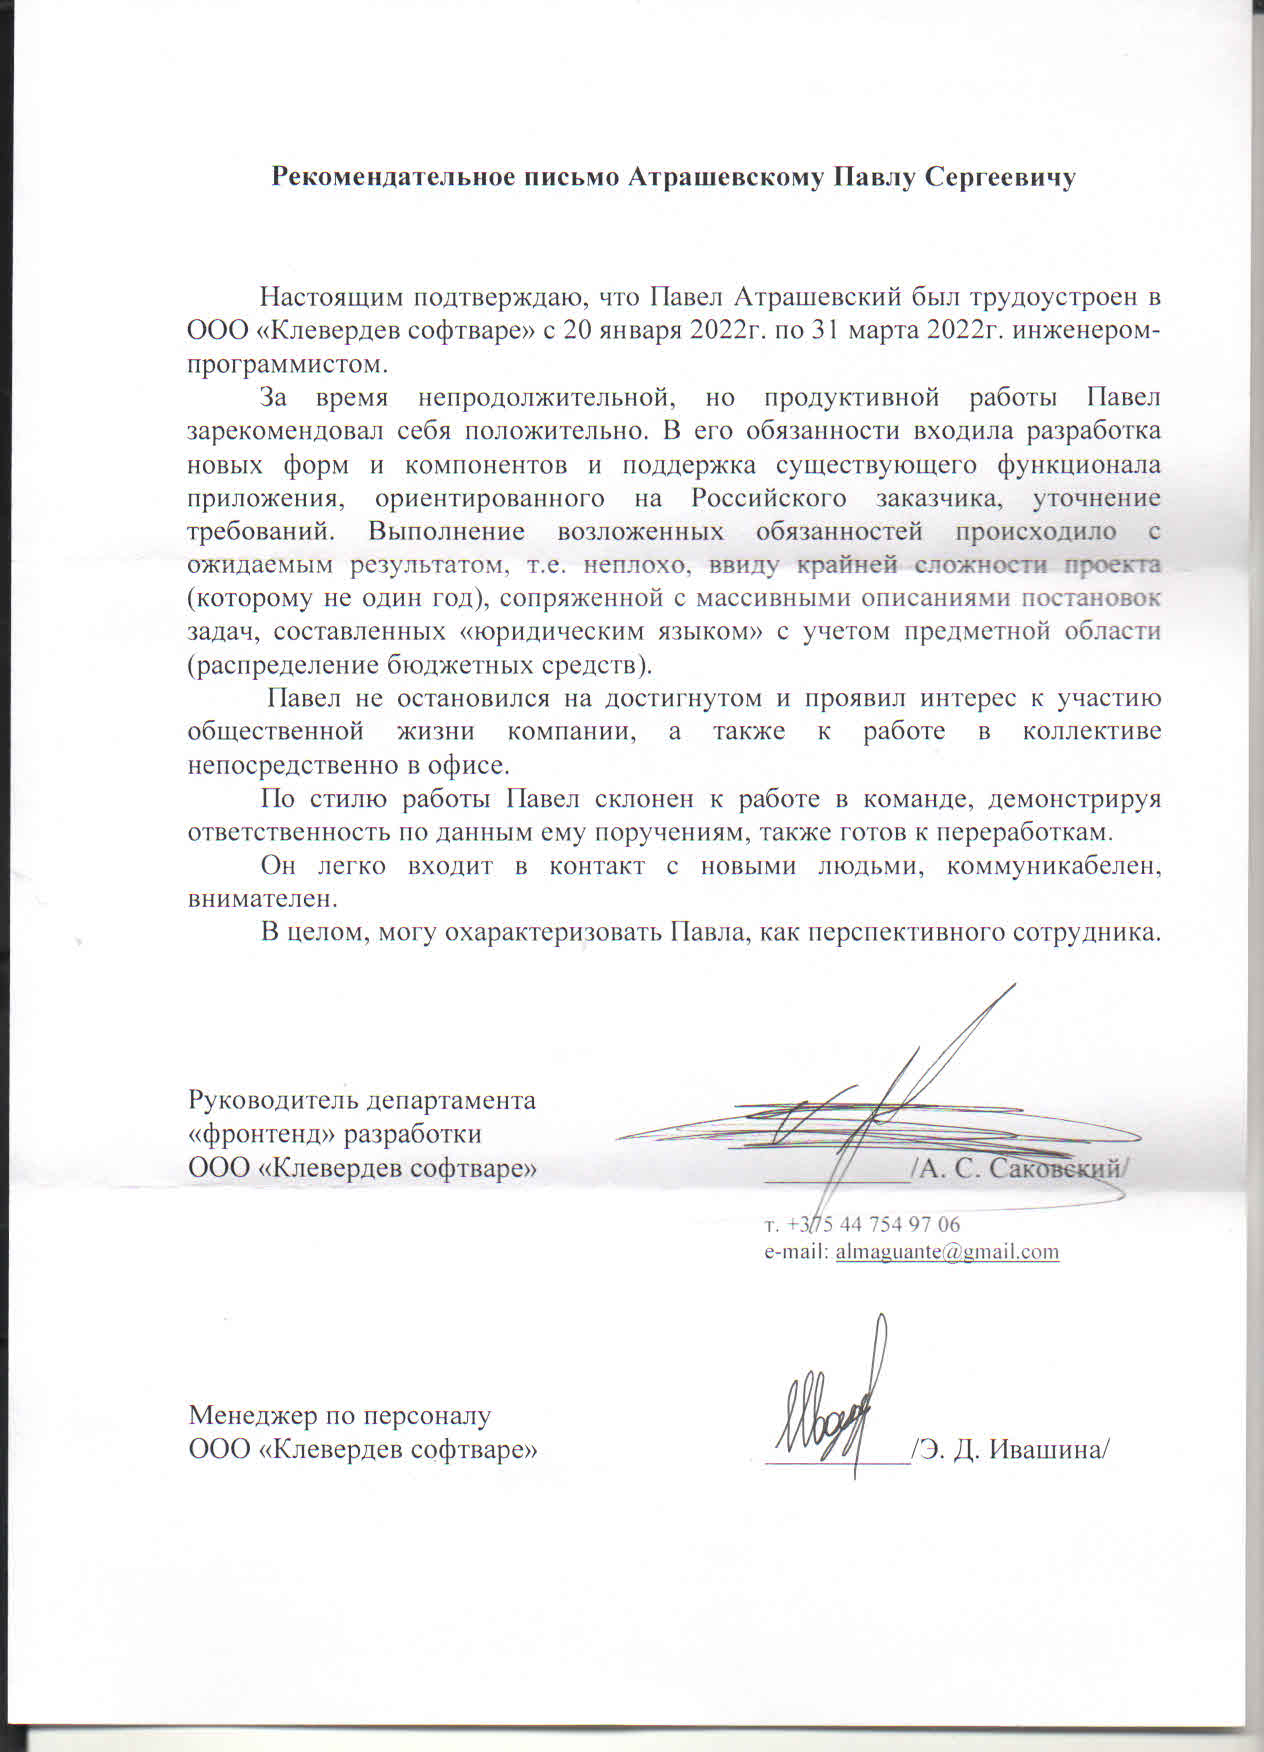 Рекомендательное письмо Атрашевскому Павлу Сергеевичу
Настоящим подтверждаю, что Павел Атрашевский был трудоустроен в
ООО «Клевердев софтваре» с 20 января 2022г. по 31 марта 2022г. инженером-
программистом.
За время непродолжительной, но продуктивной работы Павел
зарекомендовал себя положительно. В его обязанности входила разработка
новых форм и компонентов и поддержка существующего функционала
приложения, ориентированного на Российского заказчика, уточнение
требований. Выполнение возложенных обязанностей происходило с
ожидаемым результатом, т.е. неплохо, ввиду крайней сложности проекта
(которому не один год), сопряженной с массивными описаниями постановок
задач, составленных «юридическим языком» с учетом предметной области
(распределение бюджетных средств).
Павел не остановился на достигнутом и проявил интерес к участию
общественной жизни компании, а также к работе в коллективе
непосредственно в офисе.
По стилю работы Павел склонен к работе в команде, демонстрируя
ответственность по данным ему поручениям, также готов к переработкам.
Он легко входит в контакт с новыми людьми, коммуникабелен,
внимателен.
В целом, могу охарактеризовать Павла, как перспективного сотрудника.
Руководитель департамента
«фронтенд» разработки
ООО «Клевердев софтваре» __________/А. С. Саковский/
т. +375 44 754 97 06
e-mail: almaguante@gmail.com
Менеджер по персоналу
ООО «Клевердев софтваре» __________/Э. Д. Ивашина/